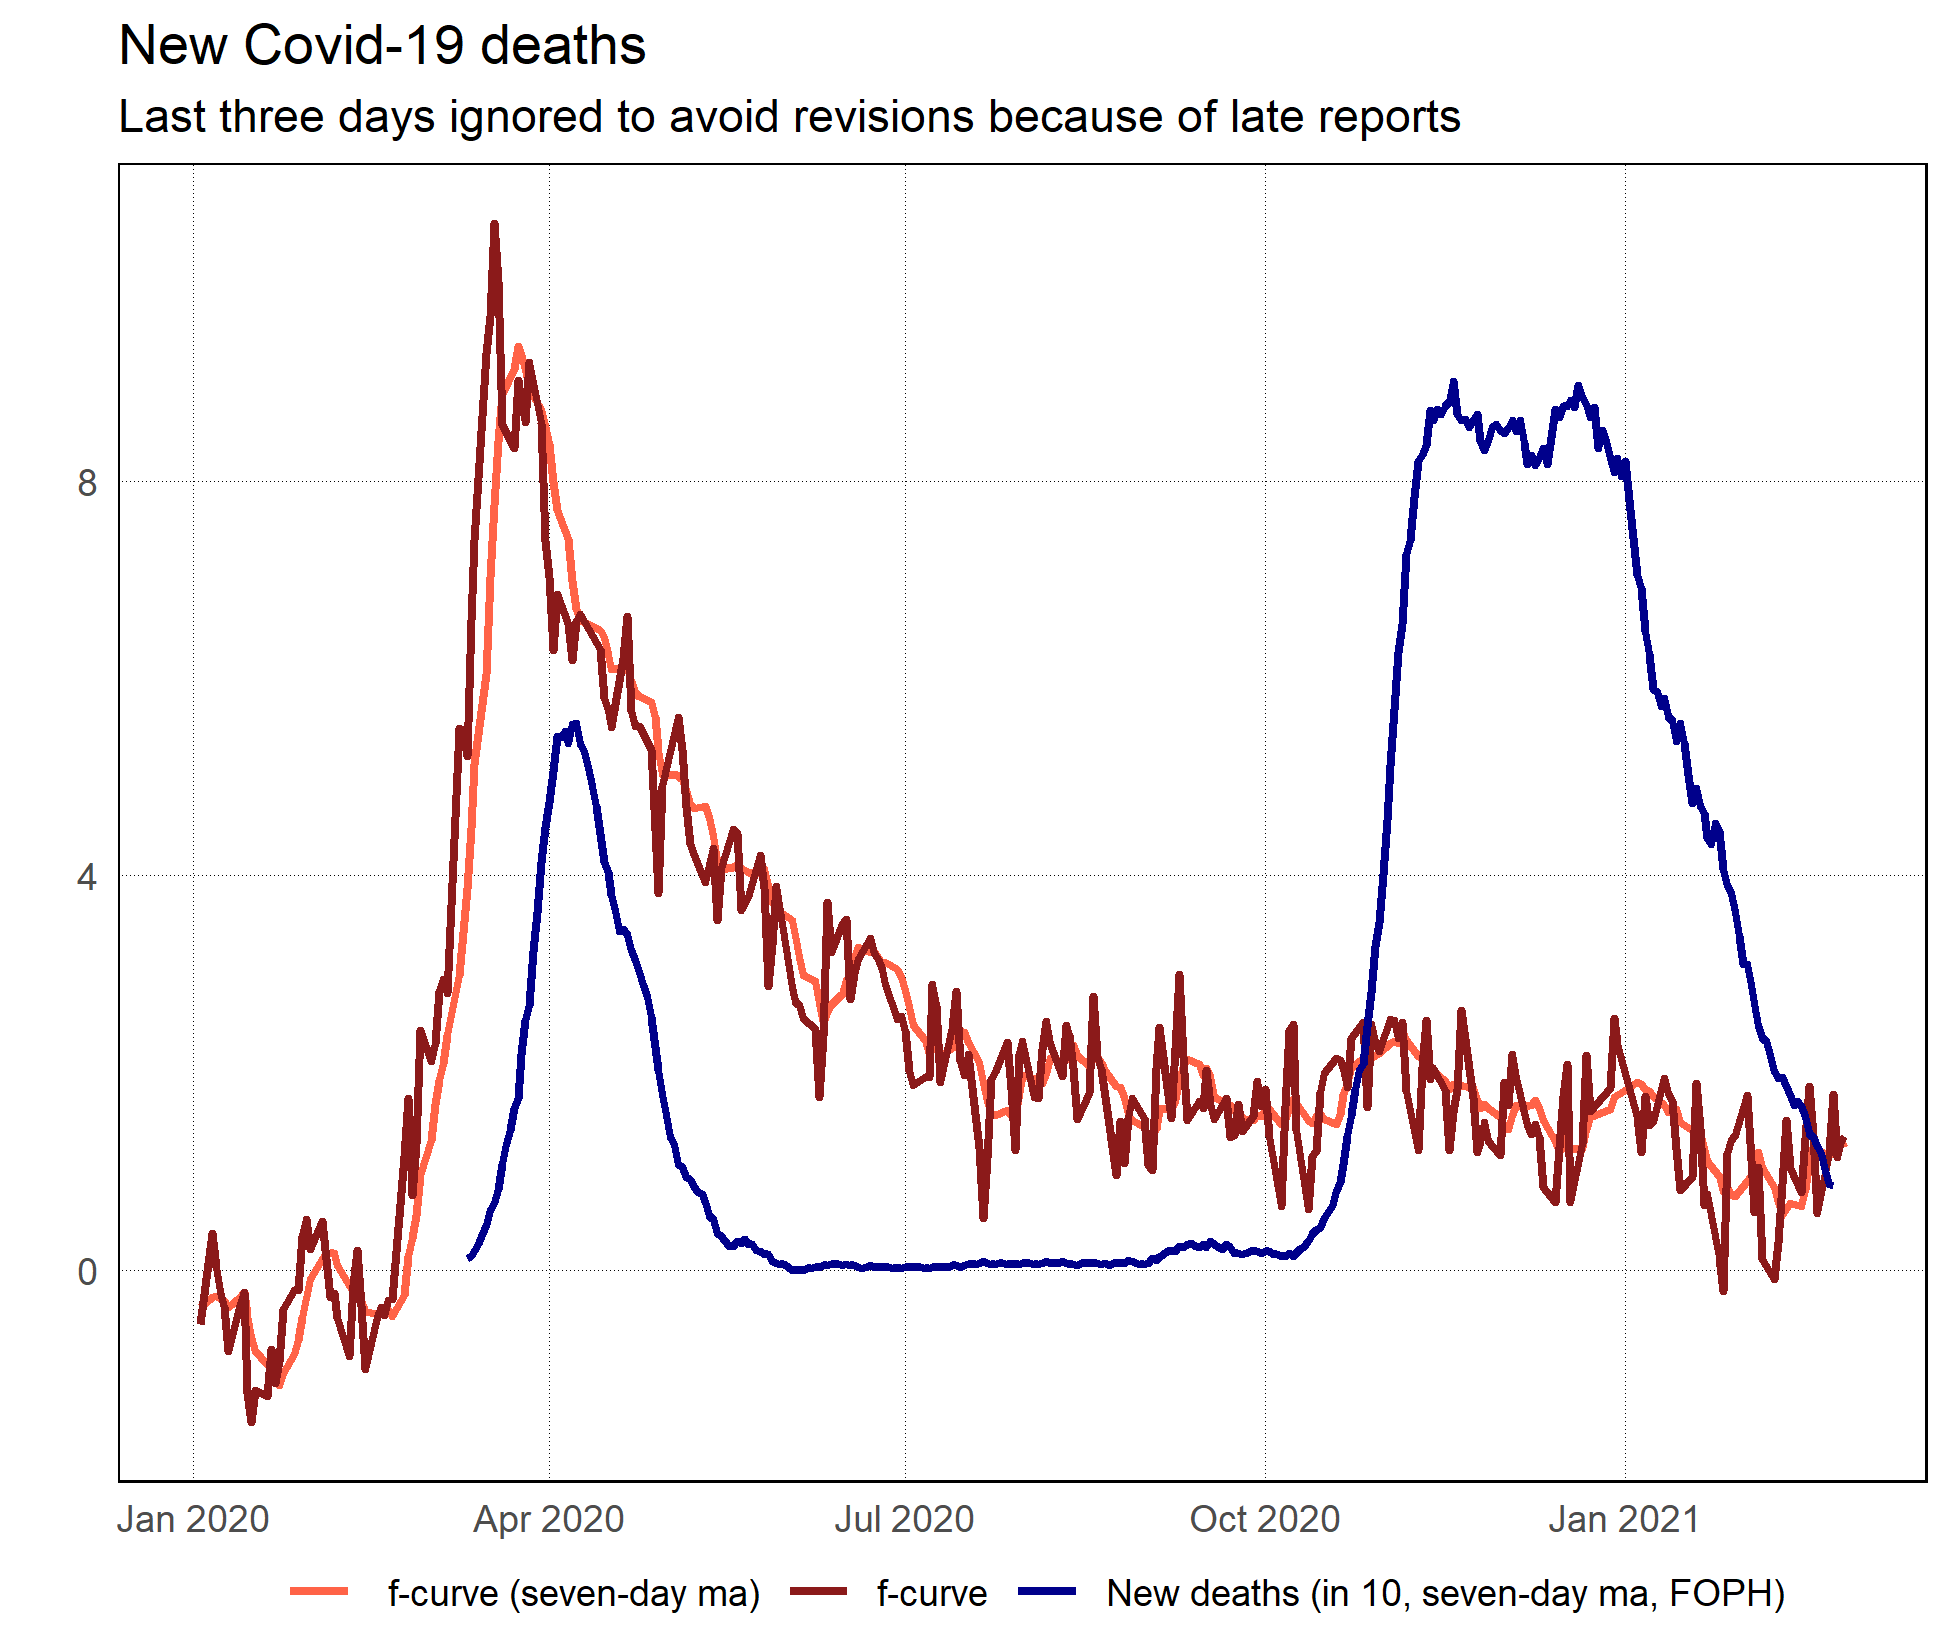 New Covid-19 deaths
Last three days ignored to avoid revisions because of late reports
8
4
0
Jan 2020 Apr 2020 Jul 2020 Oct 2020 Jan 2021
f-curve (seven-day ma) f-curve New deaths (in 10, seven-day ma, FOPH)